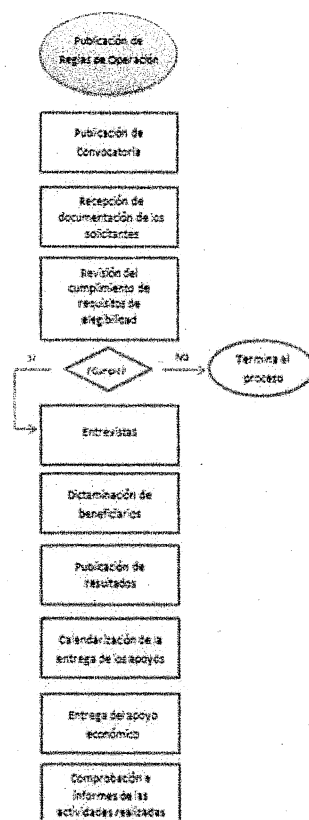 Publicación de
Reglas de Operación
Publicación de
Convocatoria
Recepción de
documentación de los
solicitantes
Revisión del
cumplimiento de
requisitos de
elegibilidad
Sí
¿Cumple?
No
Termina el
proceso
Entrevistas
Dictaminación de
beneficiarios
Publicación de
resultados
Calendarización de la
entrega de los apoyos
Entrega del apoyo
económico
Comprobación e
informes de las
actividades realizadas